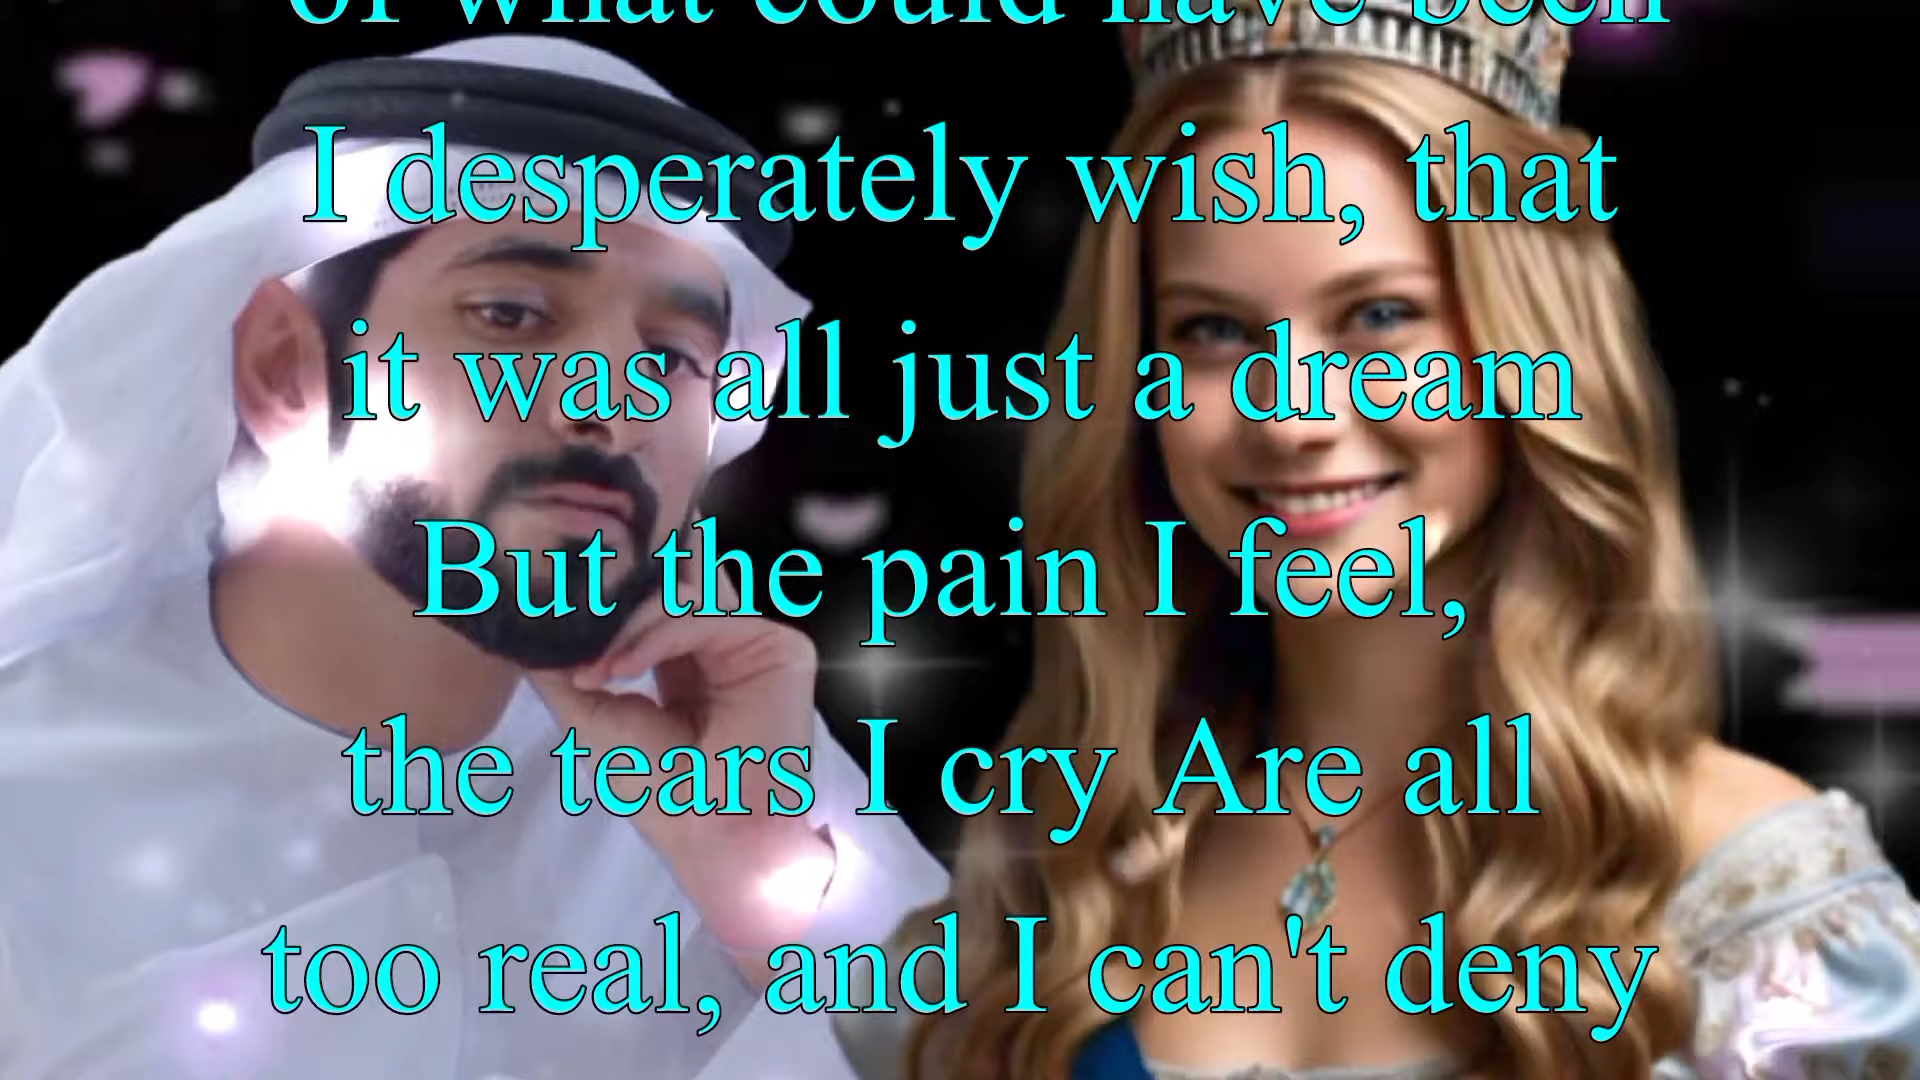 of what could have been
I desperately wish, that
it was all just a dream
But the pain I feel,
the tears I cry Are all
too real, and I can't deny